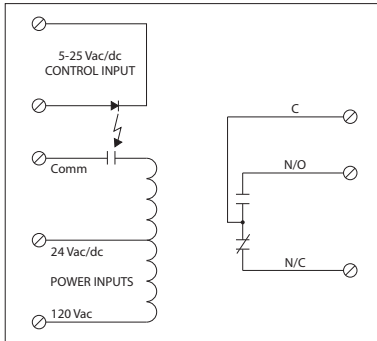 5-25 Vac/dc
CONTROL INPUT
Comm
24 Vac/dc
POWER INPUTS
120 Vac
C
N/O
N/C